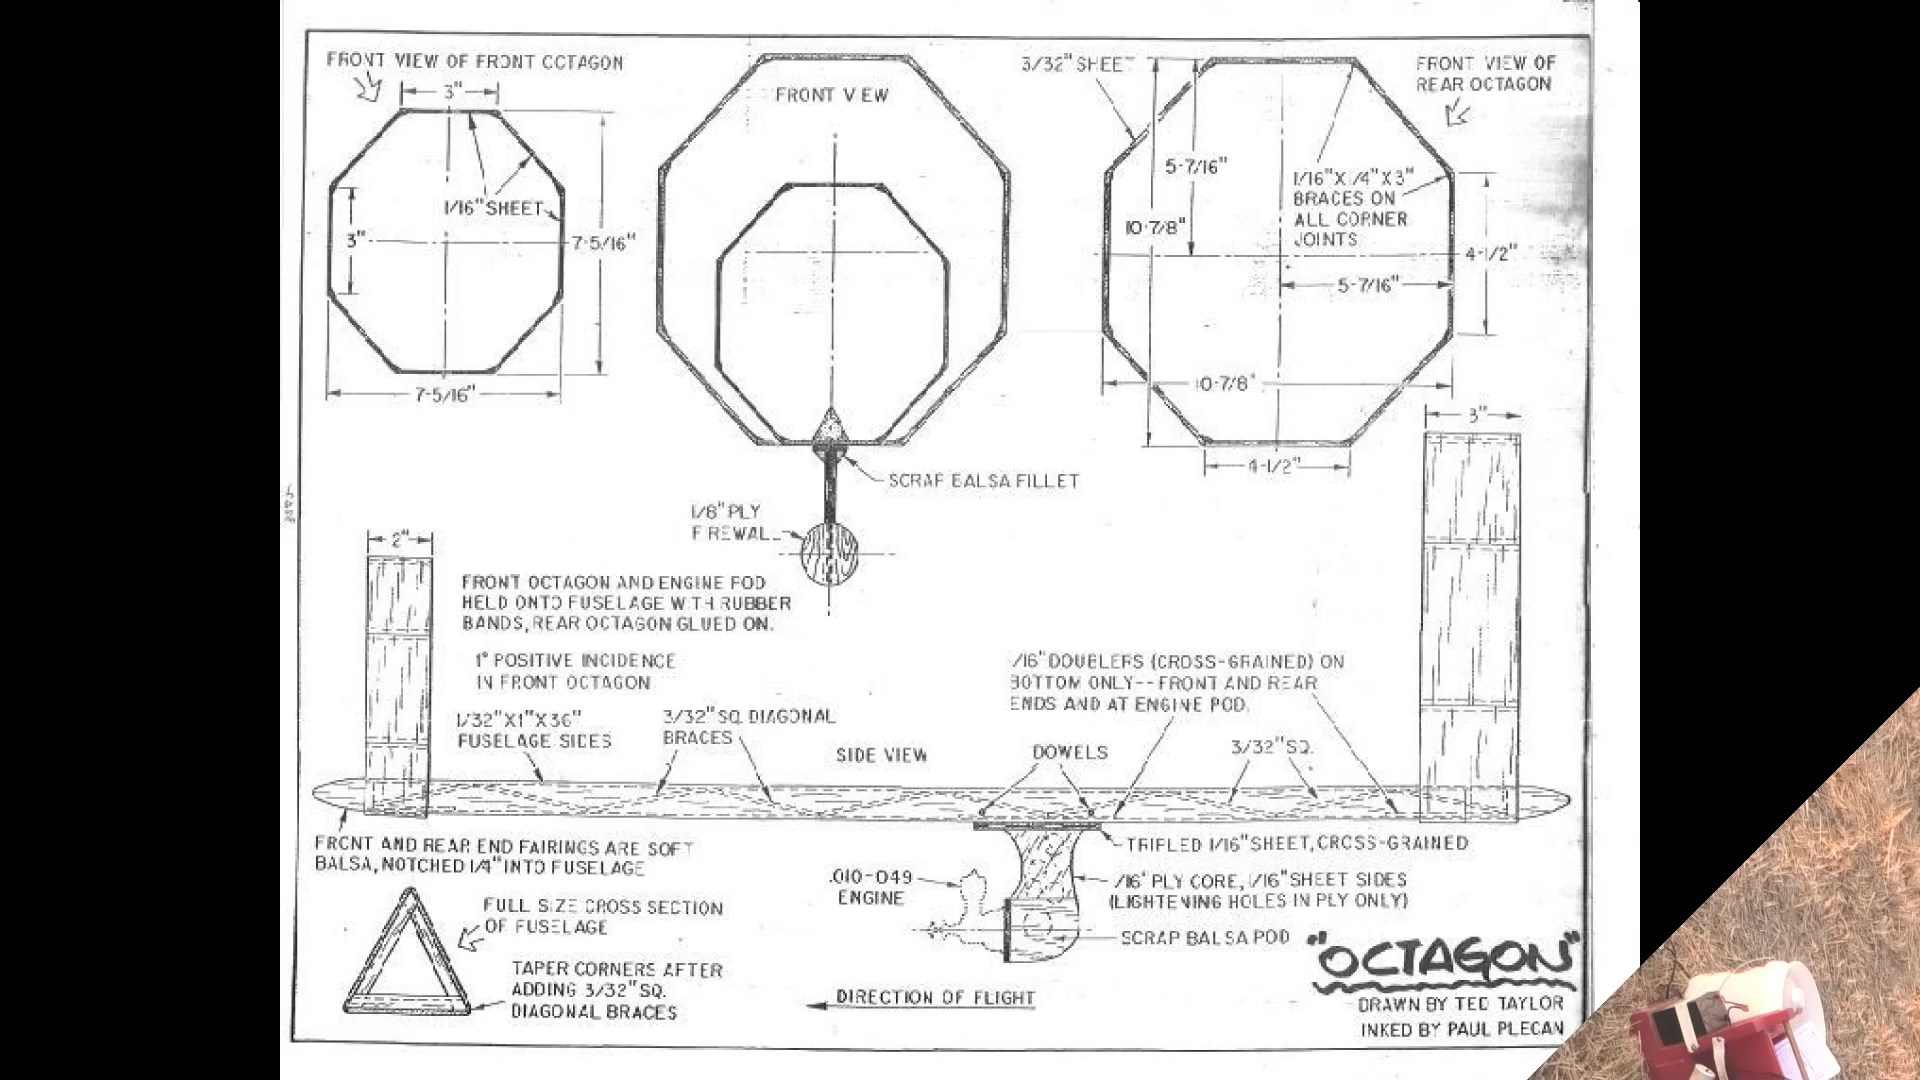 FRONT VIEW OF FRONT OCTAGON
3"
1/16" SHEET
3"
7-5/16"
7-5/16"
FRONT VIEW
SCRAP BALSA FILLET
1/8" PLY
FIREWALL
3/32" SHEET
FRONT VIEW OF
REAR OCTAGON
5-7/16"
10-7/8"
1/16" X 1/4" X 3"
BRACES ON
ALL CORNER
JOINTS
4-1/2"
5-7/16"
10-7/8"
4-1/2"
3"
2"
FRONT OCTAGON AND ENGINE POD
HELD ONTO FUSELAGE WITH RUBBER
BANDS, REAR OCTAGON GLUED ON.
1° POSITIVE INCIDENCE
IN FRONT OCTAGON
1/32" X 1" X 36"
FUSELAGE SIDES
3/32" SQ. DIAGONAL
BRACES
SIDE VIEW
1/16" DOUBLERS (CROSS-GRAINED) ON
BOTTOM ONLY--FRONT AND REAR
ENDS AND AT ENGINE POD.
DOWELS
3/32" SQ.
FRONT AND REAR END FAIRINGS ARE SOFT
BALSA, NOTCHED 1/4" INTO FUSELAGE
TRIPLED 1/16" SHEET, CROSS-GRAINED
.010-049
ENGINE
1/16" PLY CORE, 1/16" SHEET SIDES
(LIGHTENING HOLES IN PLY ONLY)
SCRAP BALSA POD
FULL SIZE CROSS SECTION
OF FUSELAGE
TAPER CORNERS AFTER
ADDING 3/32" SQ.
DIAGONAL BRACES
DIRECTION OF FLIGHT
"OCTAGON"
DRAWN BY TED TAYLOR
INKED BY PAUL PLECAN